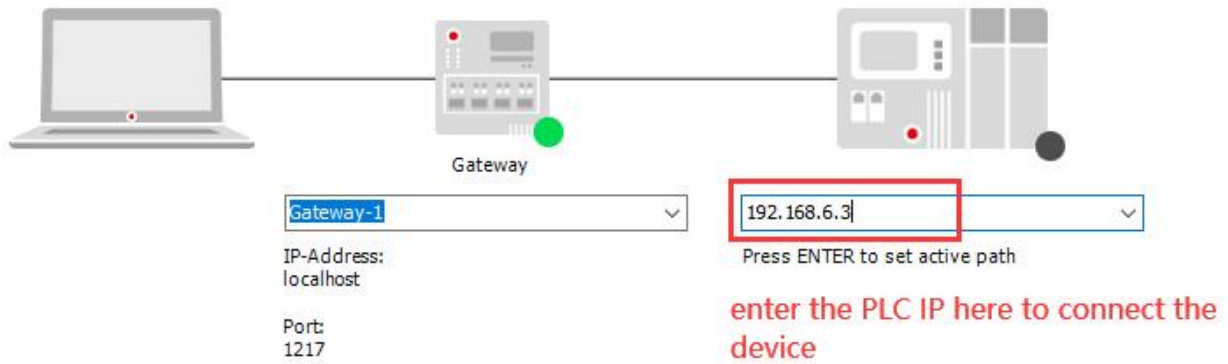 Gateway
Gateway-1
192.168.6.3
IP-Address:
localhost
Press ENTER to set active path
Port:
1217
enter the PLC IP here to connect the
device